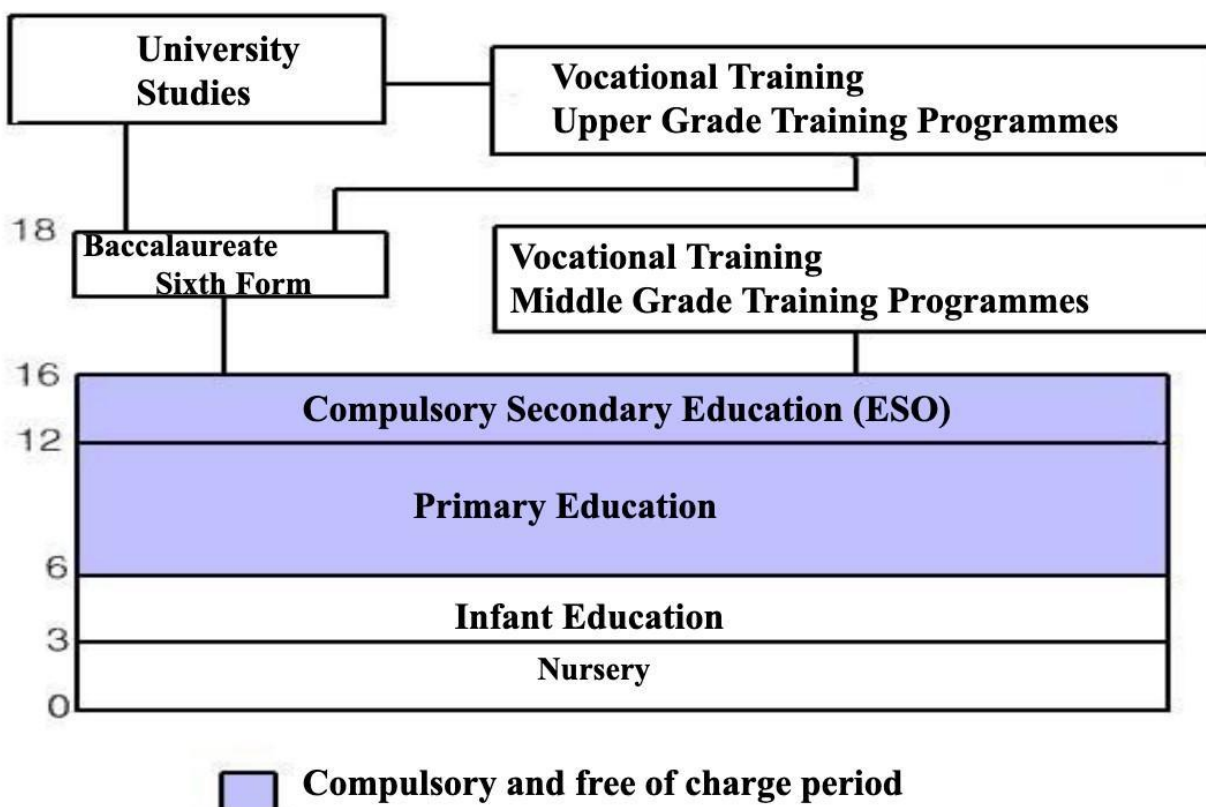 University
Studies
Vocational Training
Upper Grade Training Programmes
18
Baccalaureate
Sixth Form
Vocational Training
Middle Grade Training Programmes
16
Compulsory Secondary Education (ESO)
12
Primary Education
6
Infant Education
3
Nursery
0
Compulsory and free of charge period